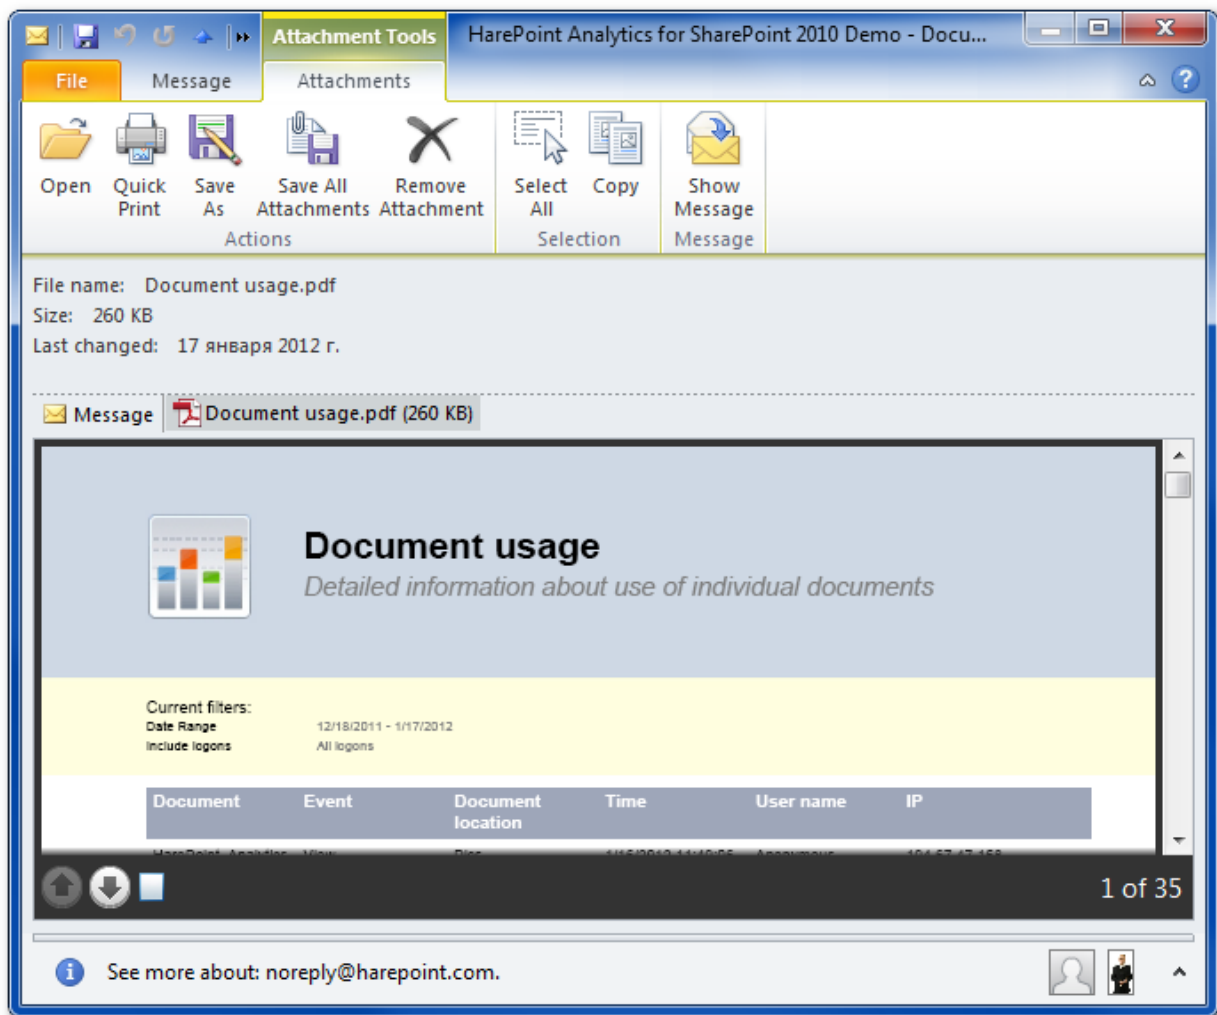 Attachment Tools HarePoint Analytics for SharePoint 2010 Demo - Docu...
File Message Attachments
Open Quick Print Save As Save All Attachments Remove Attachment Select All Copy Show Message
Actions Selection Message
File name: Document usage.pdf
Size: 260 KB
Last changed: 17 января 2012 г.
Message Document usage.pdf (260 KB)
Document usage
Detailed information about use of individual documents
Current filters:
Date Range 12/18/2011 - 1/17/2012
Include logons All logons
Document Event Document location Time User name IP
1 of 35
See more about: noreply@harepoint.com.